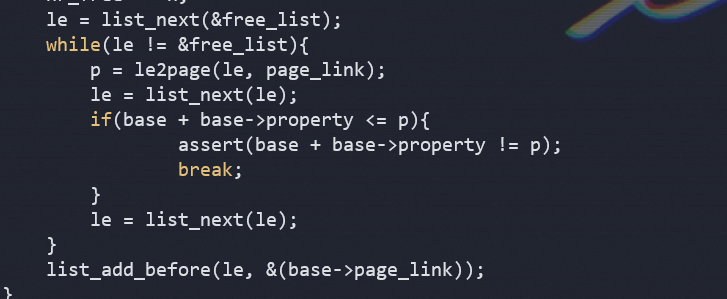 le = list_next(&free_list);
while(le != &free_list){
p = le2page(le, page_link);
le = list_next(le);
if(base + base->property <= p){
assert(base + base->property != p);
break;
}
le = list_next(le);
}
list_add_before(le, &(base->page_link));
}